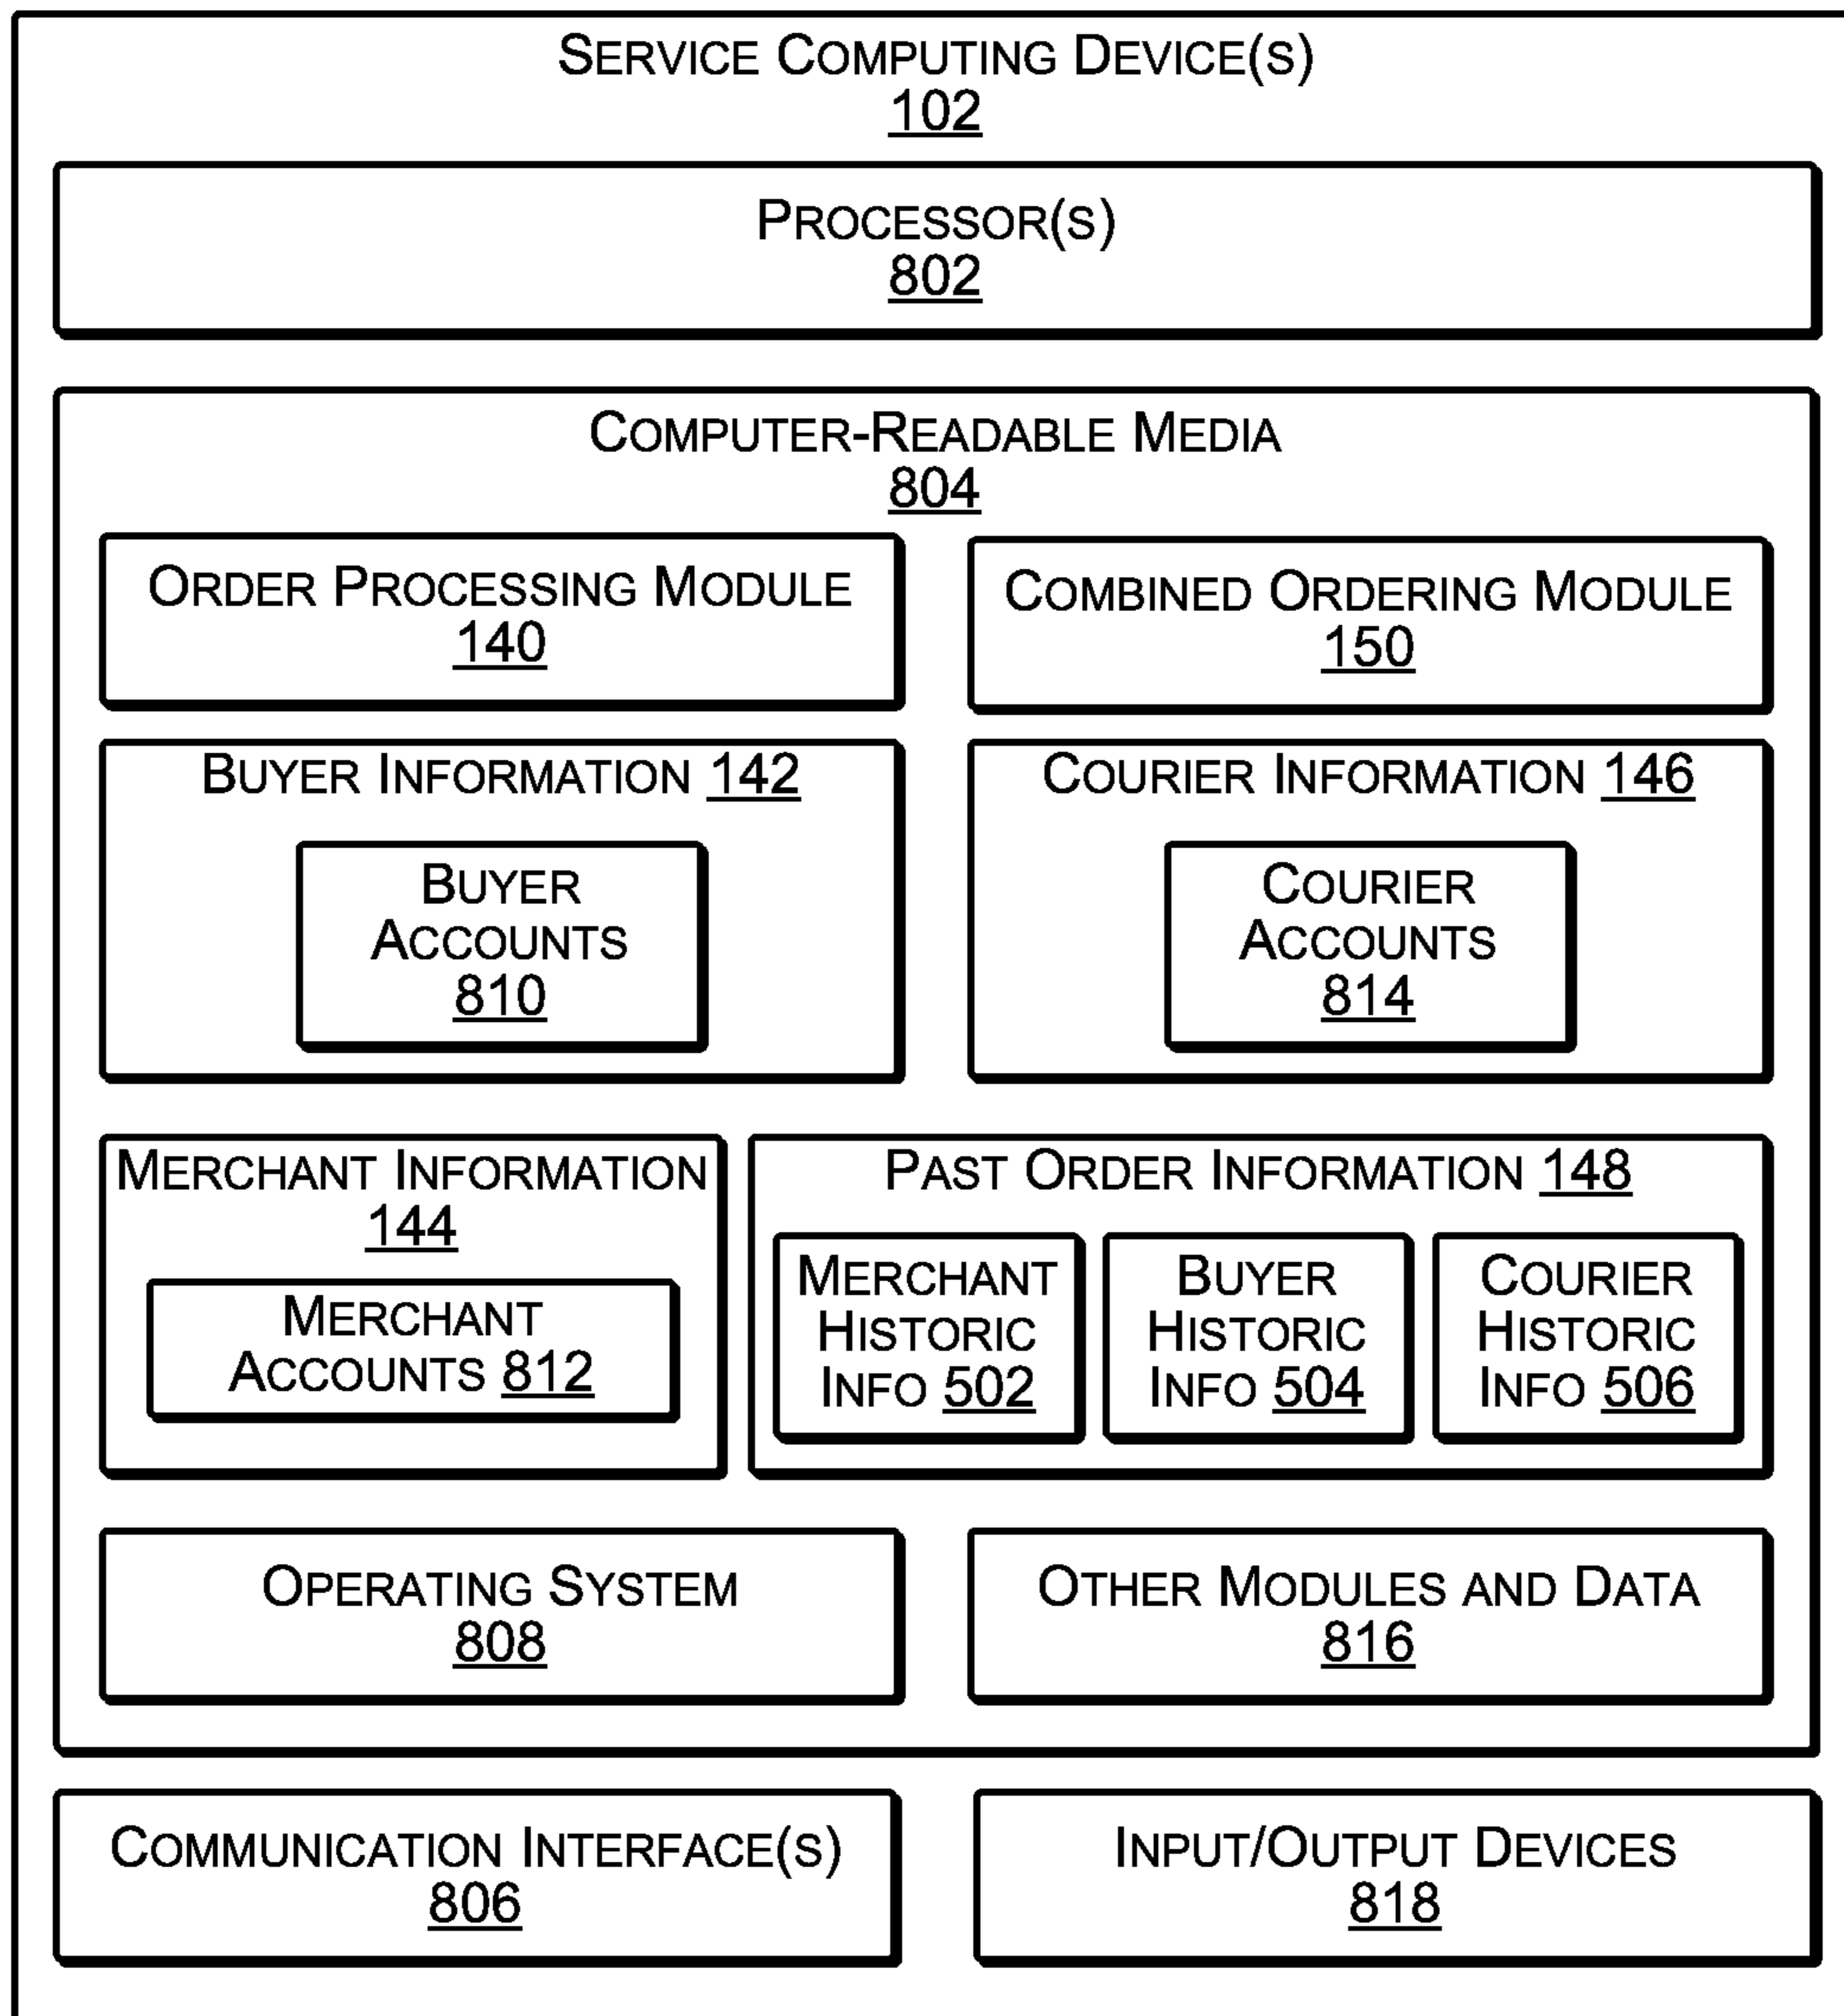 SERVICE COMPUTING DEVICE(S)
102
PROCESSOR(S)
802
COMPUTER-READABLE MEDIA
804
ORDER PROCESSING MODULE
140
COMBINED ORDERING MODULE
150
BUYER INFORMATION 142
BUYER
ACCOUNTS
810
COURIER INFORMATION 146
COURIER
ACCOUNTS
814
MERCHANT INFORMATION
144
MERCHANT
ACCOUNTS 812
PAST ORDER INFORMATION 148
MERCHANT
HISTORIC
INFO 502
BUYER
HISTORIC
INFO 504
COURIER
HISTORIC
INFO 506
OPERATING SYSTEM
808
OTHER MODULES AND DATA
816
COMMUNICATION INTERFACE(S)
806
INPUT/OUTPUT DEVICES
818